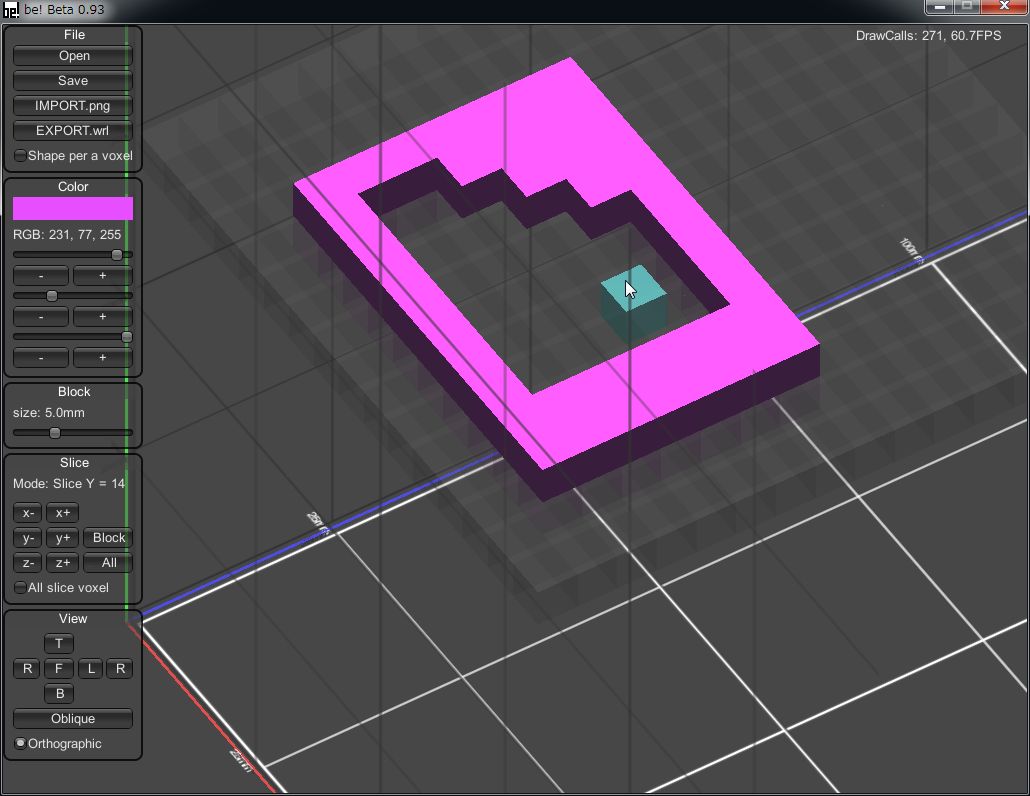 be! be! Beta 0.93
DrawCalls: 271, 60.7FPS
File
Open
Save
IMPORT.png
EXPORT.wrl
Shape per a voxel
Color
RGB: 231, 77, 255
- +
- +
- +
Block
size: 5.0mm
Slice
Mode: Slice Y = 14
x- x+
y- y+ Block
z- z+ All
All slice voxel
View
T
R F L R
B
Oblique
Orthographic
100mm
25mm
25mm